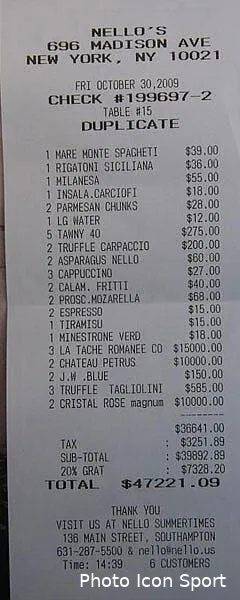 NELLO'S
696 MADISON AVE
NEW YORK, NY 10021
FRI OCTOBER 30,2009
CHECK #199697-2
TABLE #15
DUPLICATE
1 MARE MONTE SPAGHETI $39.00
1 RIGATONI SICILIANA $36.00
1 MILANESA $55.00
1 INSALA.CARCIOFI $18.00
2 PARMESAN CHUNKS $28.00
1 LG WATER $12.00
5 TAWNY 40 $275.00
2 TRUFFLE CARPACCIO $200.00
2 ASPARAGUS NELLO $60.00
3 CAPPUCCINO $27.00
2 CALAM. FRITTI $40.00
2 PROSC.MOZARELLA $68.00
2 ESPRESSO $15.00
1 TIRAMISU $15.00
1 MINESTRONE VERD $18.00
3 LA TACHE ROMANEE CO $15000.00
2 CHATEAU PETRUS $10000.00
2 J.W .BLUE $150.00
3 TRUFFLE TAGLIOLINI $585.00
2 CRISTAL ROSE magnum $10000.00
--------
$36641.00
TAX : $3251.89
SUB-TOTAL : $39892.89
20% GRAT : $7328.20
TOTAL $47221.09
THANK YOU
VISIT US AT NELLO SUMMERTIMES
136 MAIN STREET, SOUTHAMPTON
631-287-5500 & nello@nello.us
Time: 14:39 6 CUSTOMERS
Photo Icon Sport